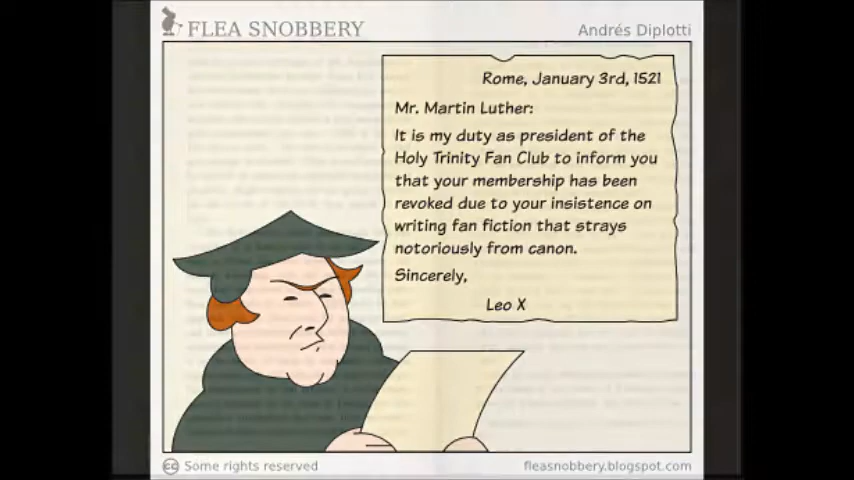 FLEA SNOBBERY
Andrés Diplotti
Rome, January 3rd, 1521
Mr. Martin Luther:
It is my duty as president of the
Holy Trinity Fan Club to inform you
that your membership has been
revoked due to your insistence on
writing fan fiction that strays
notoriously from canon.
Sincerely,
Leo X
cc Some rights reserved
fleasnobbery.blogspot.com